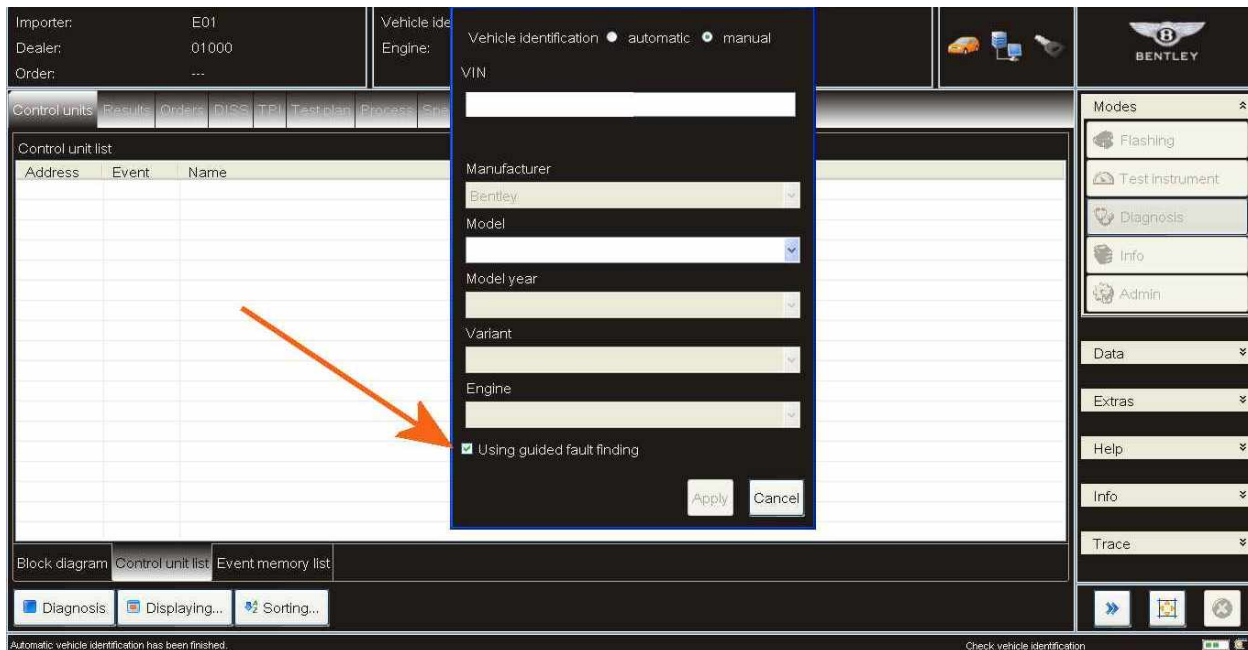 Importer: E01
Dealer: 01000
Order: ---
Vehicle ide
Engine:
BENTLEY
Control units Results Orders DISS TPI Test plan Process Spe
Control unit list
Address Event Name
Vehicle identification automatic manual
VIN
Manufacturer
Bentley
Model
Model year
Variant
Engine
Using guided fault finding
Apply Cancel
Modes
Flashing
Test instrument
Diagnosis
Info
Admin
Data
Extras
Help
Info
Trace
Block diagram Control unit list Event memory list
Diagnosis Displaying... Sorting...
Automatic vehicle identification has been finished. Check vehicle identification